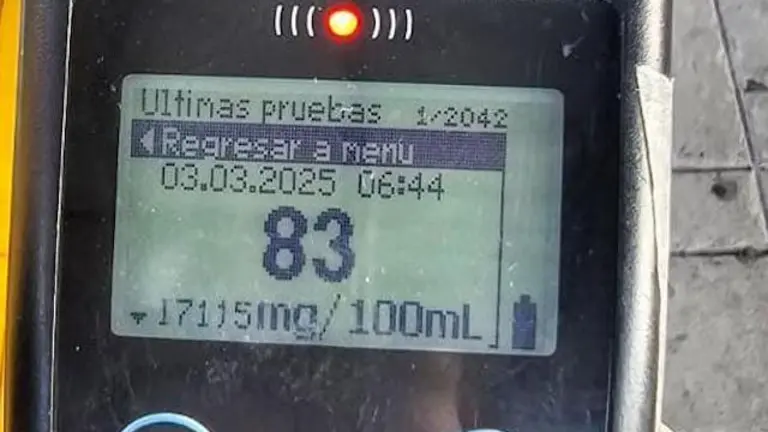 Ultimas pruebas 1/2042
Regresar a menu
03.03.2025 06:44
83
mg/100mL